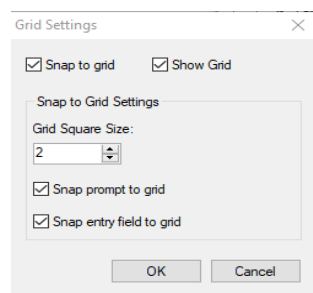 Grid Settings
Snap to grid Show Grid
Snap to Grid Settings
Grid Square Size:
2
Snap prompt to grid
Snap entry field to grid
OK Cancel